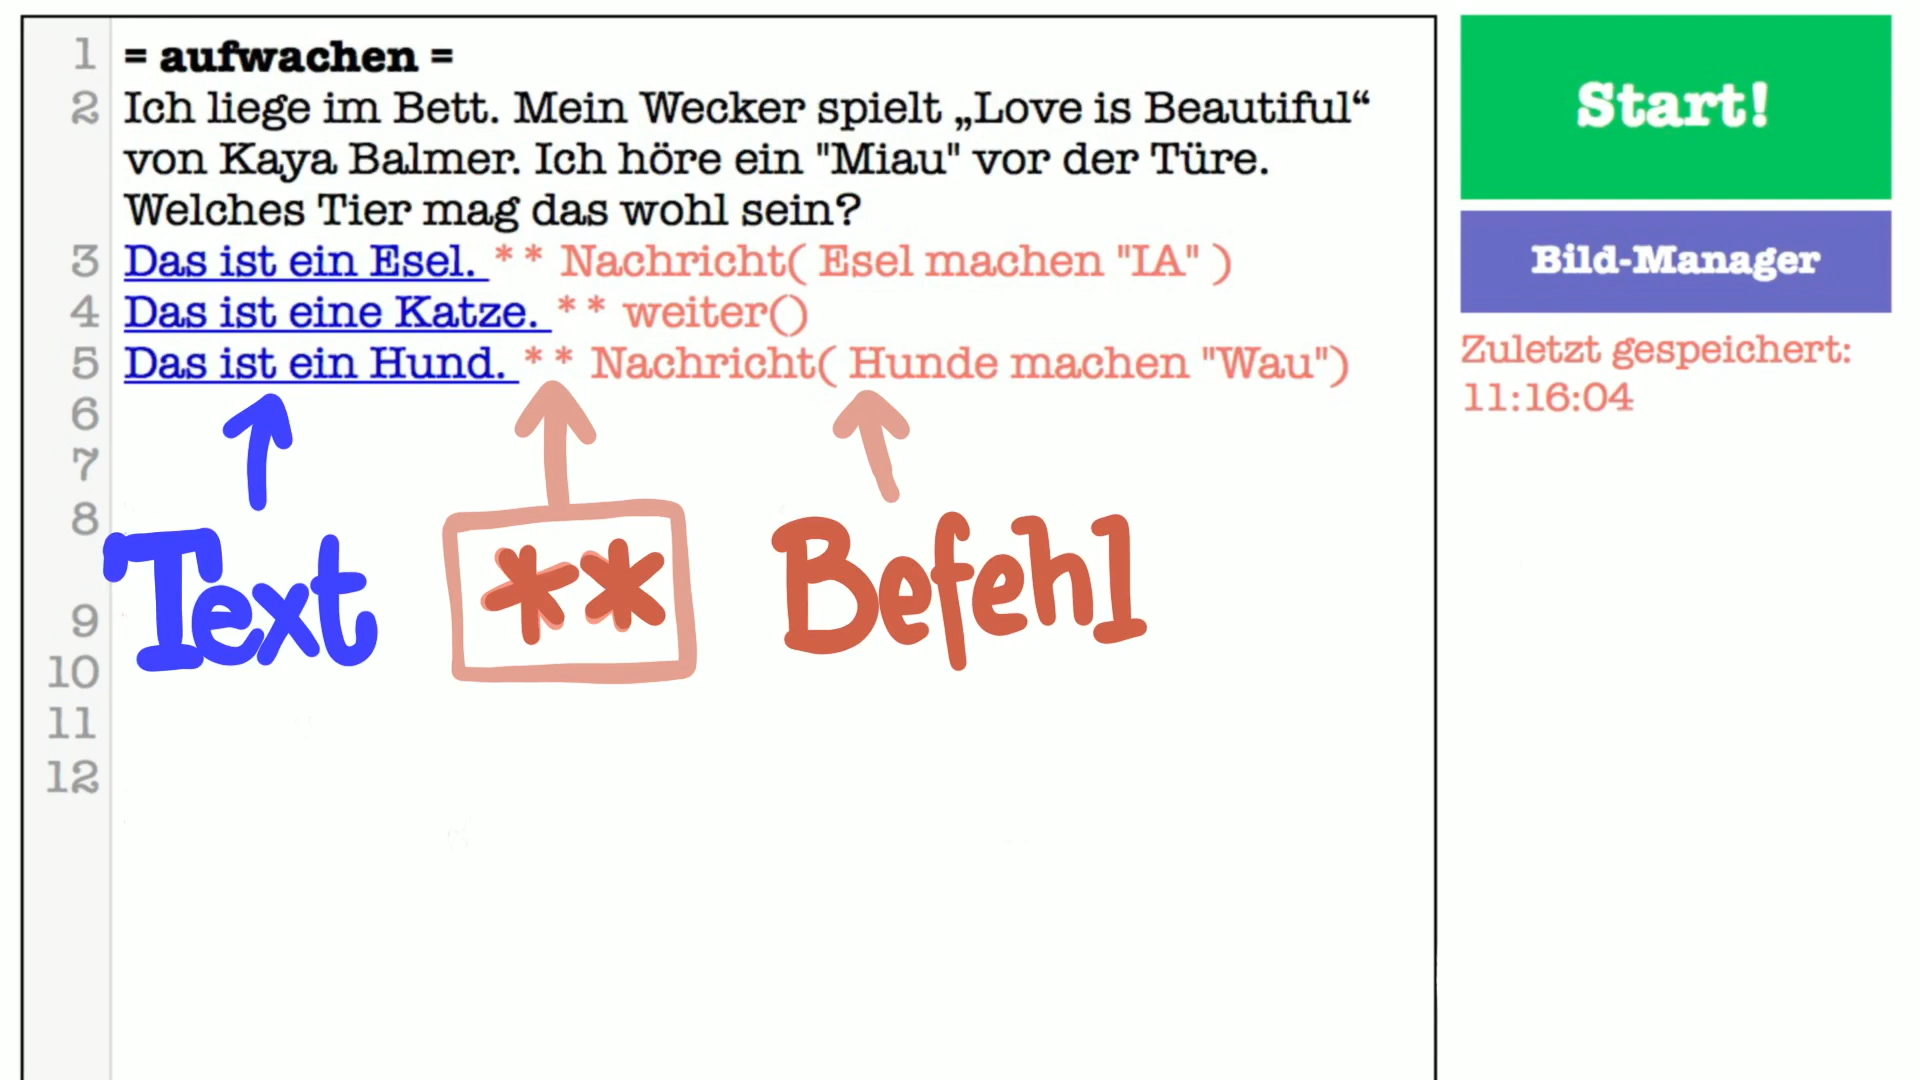 1 = aufwachen =
2 Ich liege im Bett. Mein Wecker spielt „Love is Beautiful“
von Kaya Balmer. Ich höre ein "Miau" vor der Türe.
Welches Tier mag das wohl sein?
3 Das ist ein Esel. ** Nachricht( Esel machen "IA" )
4 Das ist eine Katze. ** weiter()
5 Das ist ein Hund. ** Nachricht( Hunde machen "Wau")
6
7
8
Text ** Befehl
9
10
11
12
Start!
Bild-Manager
Zuletzt gespeichert:
11:16:04